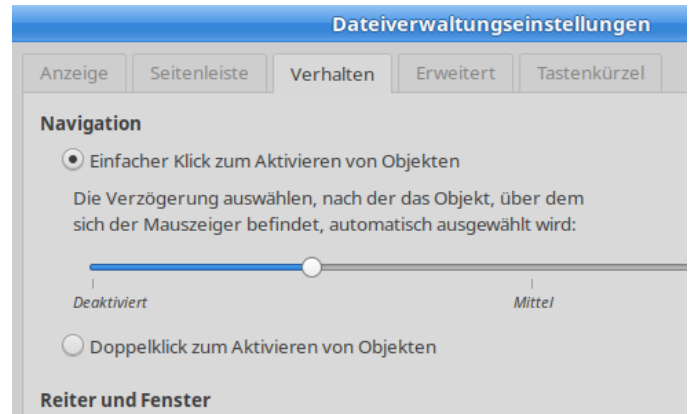 Dateiverwaltungseinstellungen
Anzeige Seitenleiste Verhalten Erweitert Tastenkürzel
Navigation
Einfacher Klick zum Aktivieren von Objekten
Die Verzögerung auswählen, nach der das Objekt, über dem
sich der Mauszeiger befindet, automatisch ausgewählt wird:
Deaktiviert Mittel
Doppelklick zum Aktivieren von Objekten
Reiter und Fenster